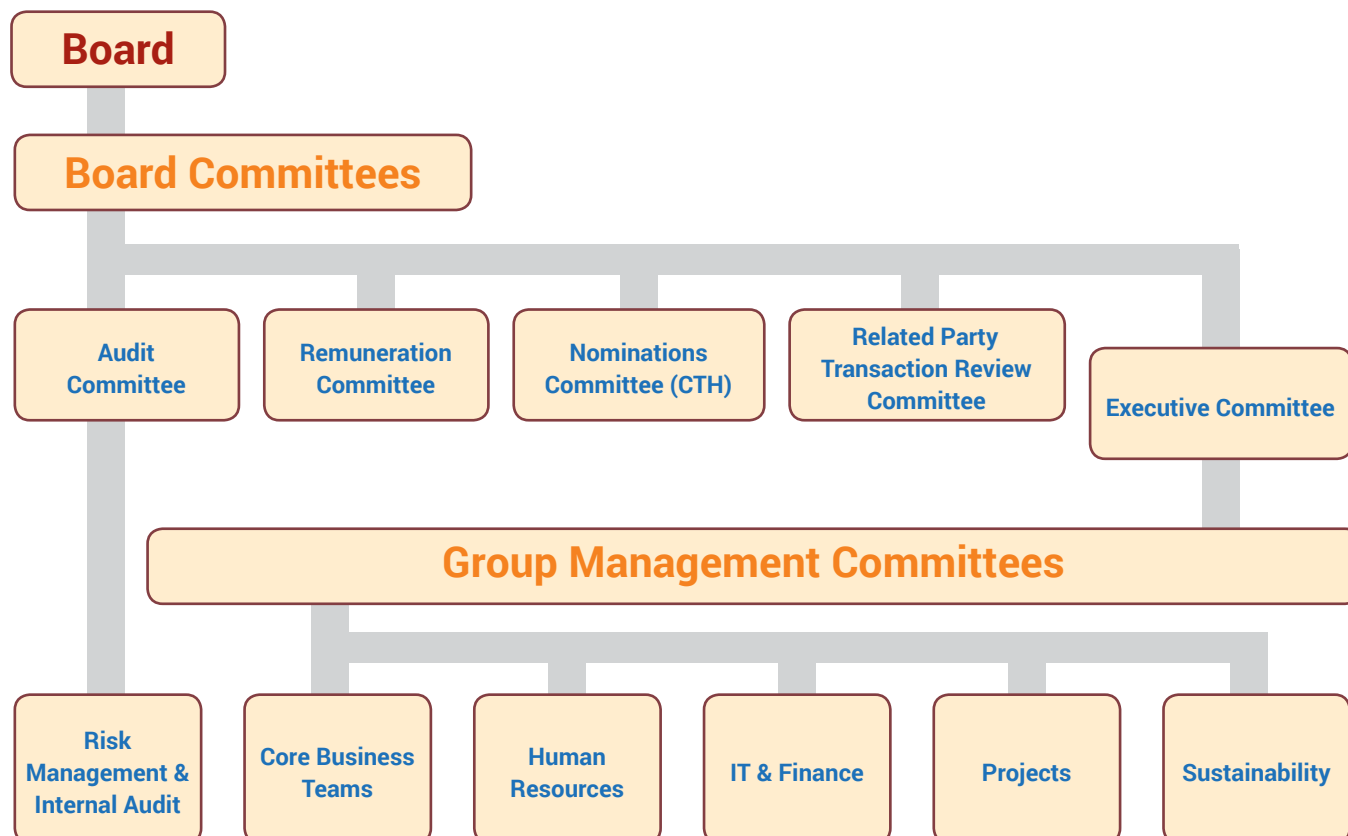 Board
Board Committees
Audit
Committee
Remuneration
Committee
Nominations
Committee (CTH)
Related Party
Transaction Review
Committee
Executive Committee
Group Management Committees
Risk
Management &
Internal Audit
Core Business
Teams
Human
Resources
IT & Finance
Projects
Sustainability